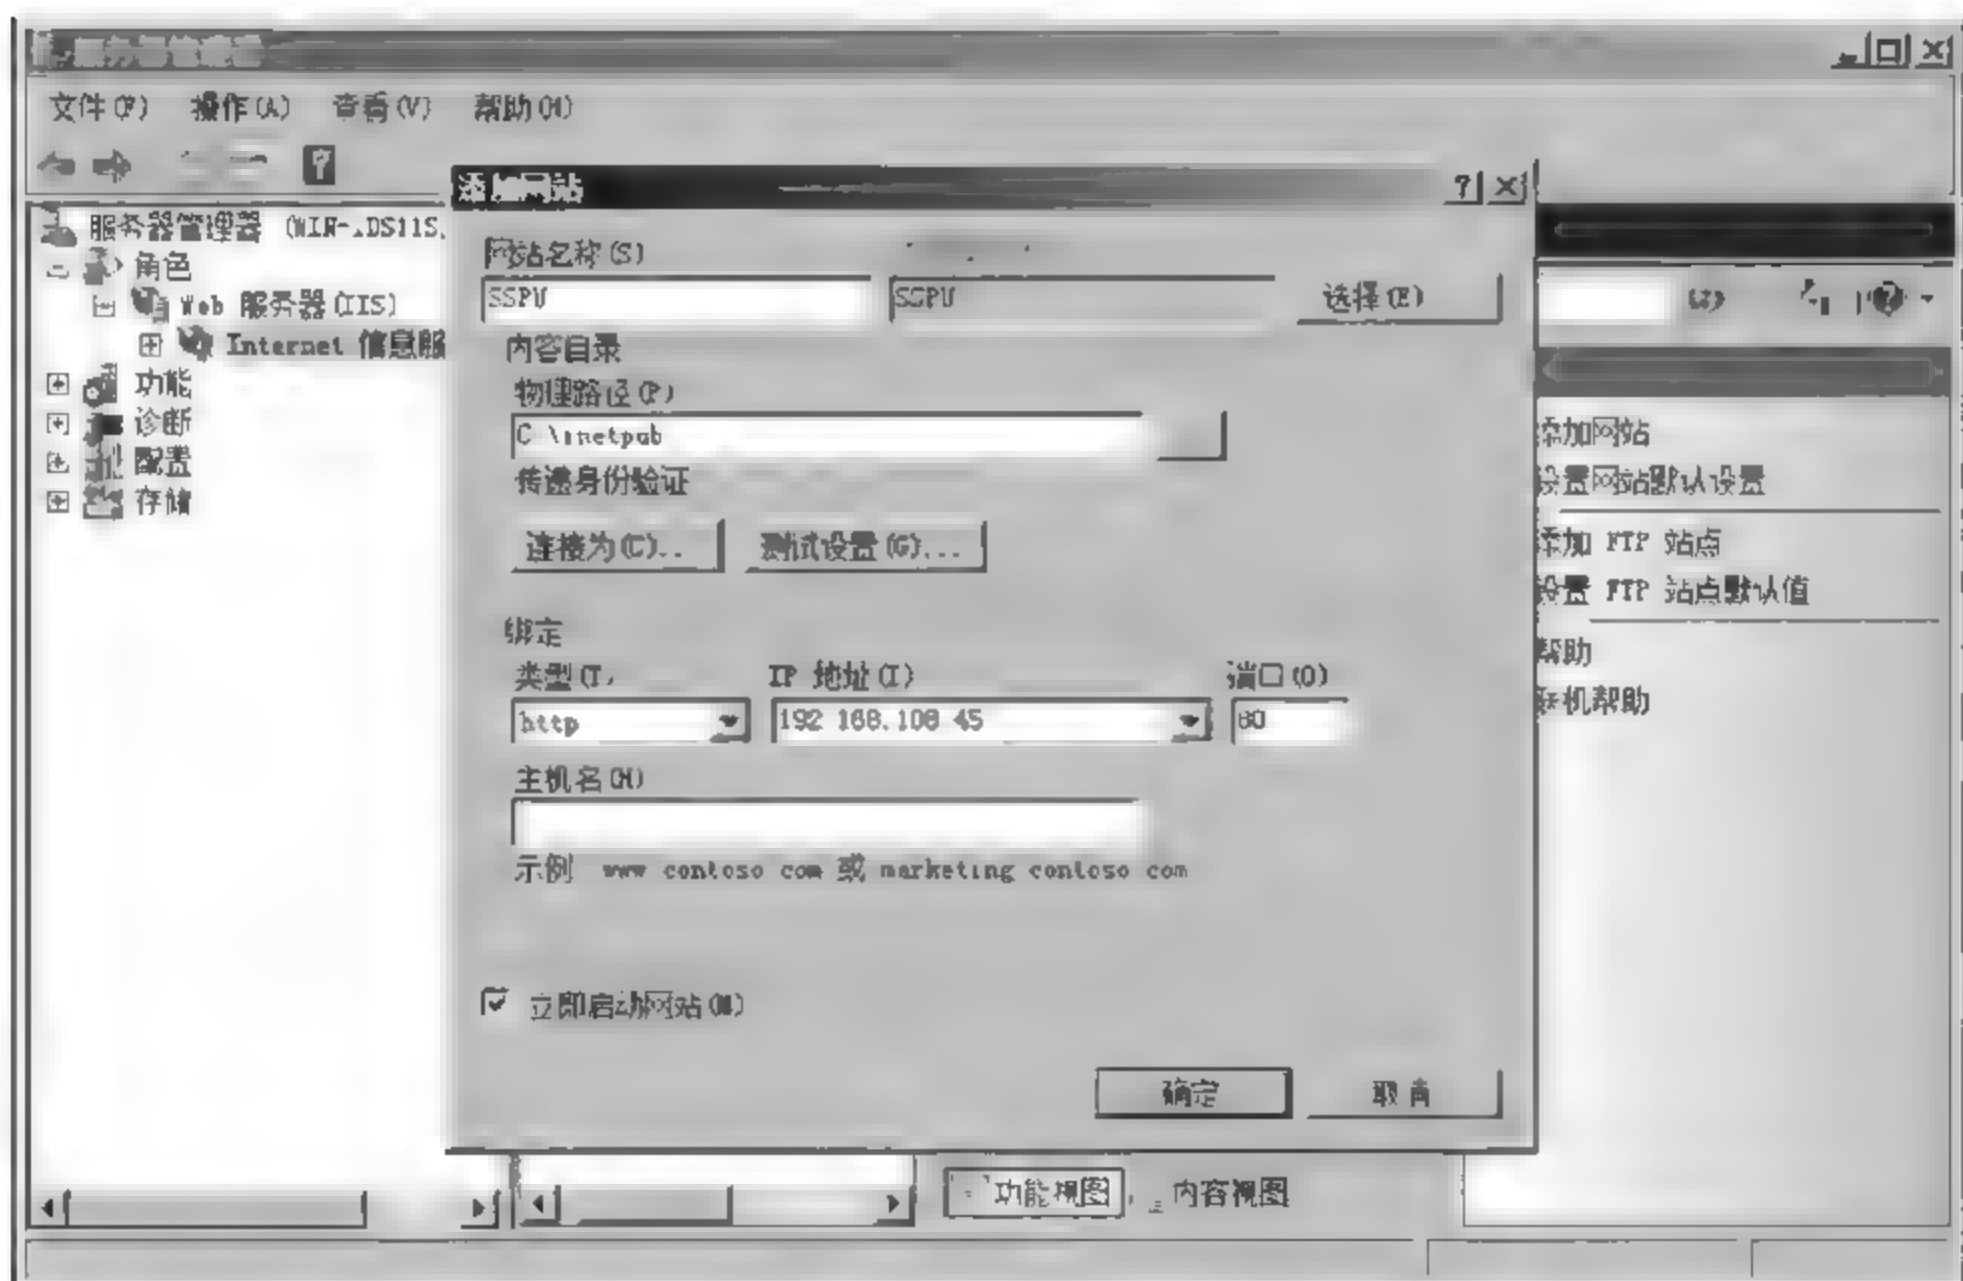 服务器管理器
文件(F) 操作(A) 查看(V) 帮助(H)
添加网站
服务器管理器
角色
Web 服务器(IIS)
Internet 信息服
功能
诊断
配置
存储
网站名称(S)
SSPU SSPU 选择(E)
内容目录
物理路径(P)
C \inetpub
传递身份验证
连接为(C)... 测试设置(G)...
绑定
类型(T) IP 地址(I) 端口(O)
http 192 168.108 45 80
主机名(H)
示例 www contoso com 或 marketing contoso com
立即启动网站(M)
确定 取消
功能视图 内容视图
添加网站
设置网站默认设置
添加 FTP 站点
设置 FTP 站点默认值
帮助
联机帮助